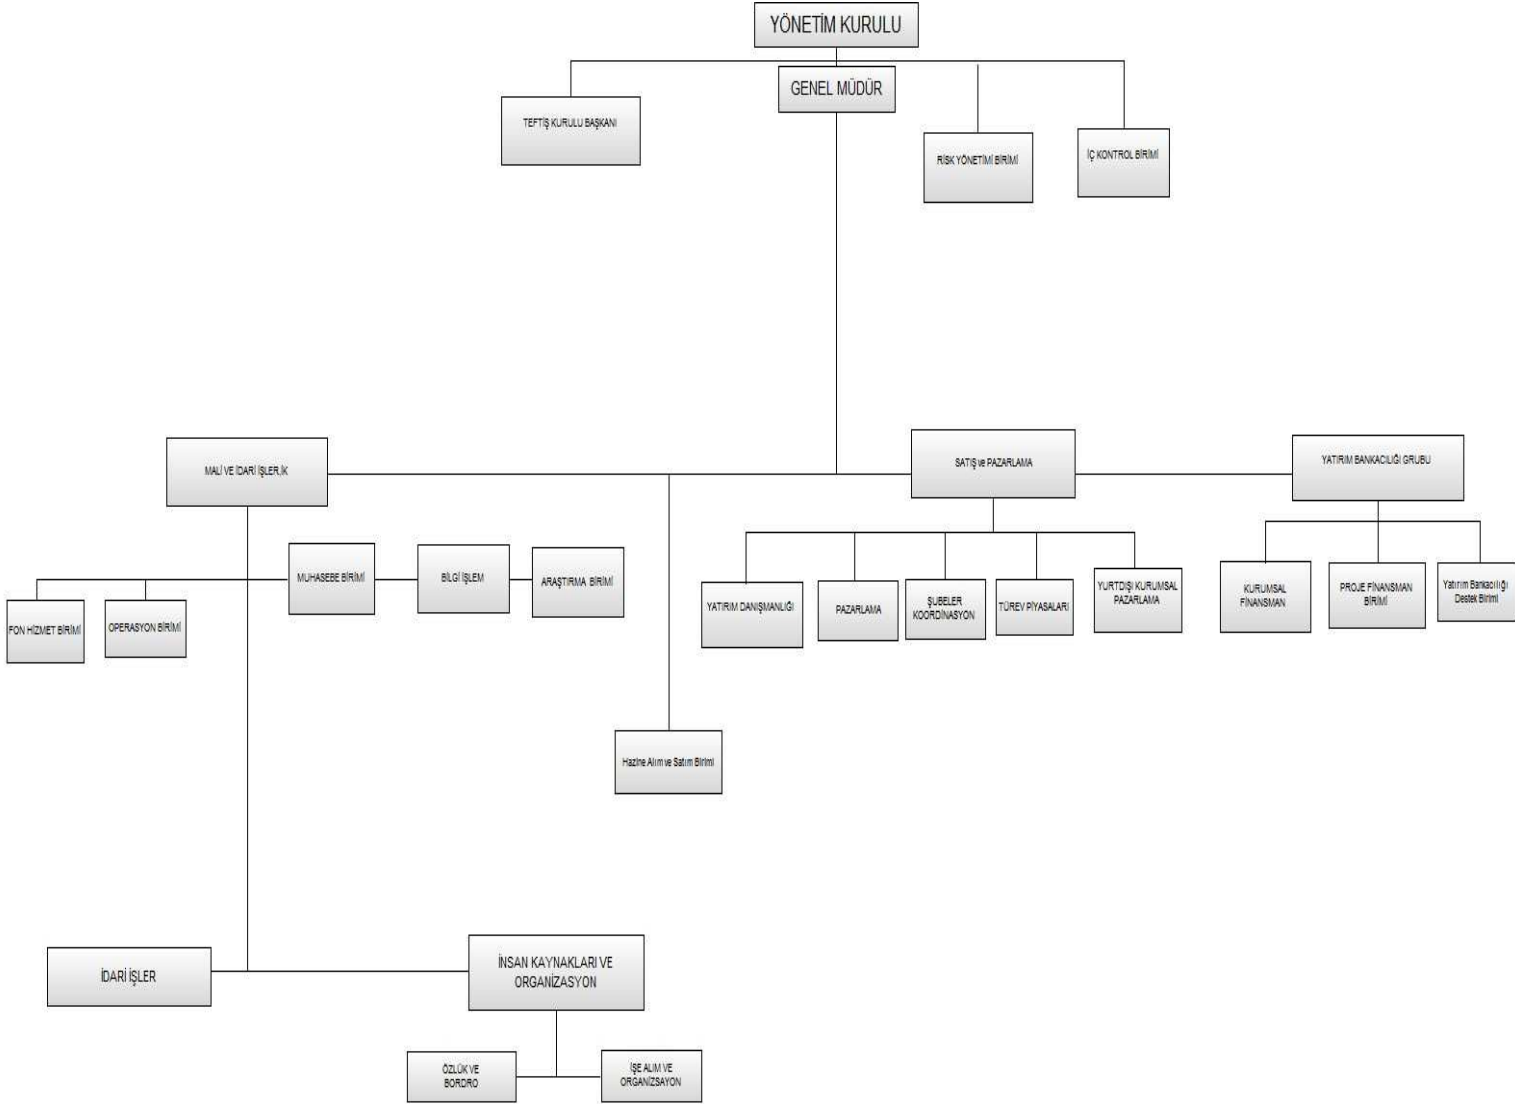 YÖNETİM KURULU
GENEL MÜDÜR
TEFTİŞ KURULU BAŞKANI
RİSK YÖNETİMİ BİRİMİ
İÇ KONTROL BİRİMİ
MALİ VE İDARİ İŞLER,İK
SATIŞ ve PAZARLAMA
YATIRIM BANKACILIĞI GRUBU
FON HİZMET BİRİMİ
OPERASYON BİRİMİ
MUHASEBE BİRİMİ
BİLGİ İŞLEM
ARAŞTIRMA BİRİMİ
YATIRIM DANIŞMANLIĞI
PAZARLAMA
ŞUBELER
KOORDİNASYON
TÜREV PİYASALARI
YURTDIŞI KURUMSAL
PAZARLAMA
KURUMSAL
FİNANSMAN
PROJE FİNANSMAN
BİRİMİ
Yatırım Bankacılığı
Destek Birimi
Hazine Alım ve Satım Birimi
İDARİ İŞLER
İNSAN KAYNAKLARI VE
ORGANİZASYON
ÖZLÜK VE
BORDRO
İŞE ALIM VE
ORGANİZSAYON